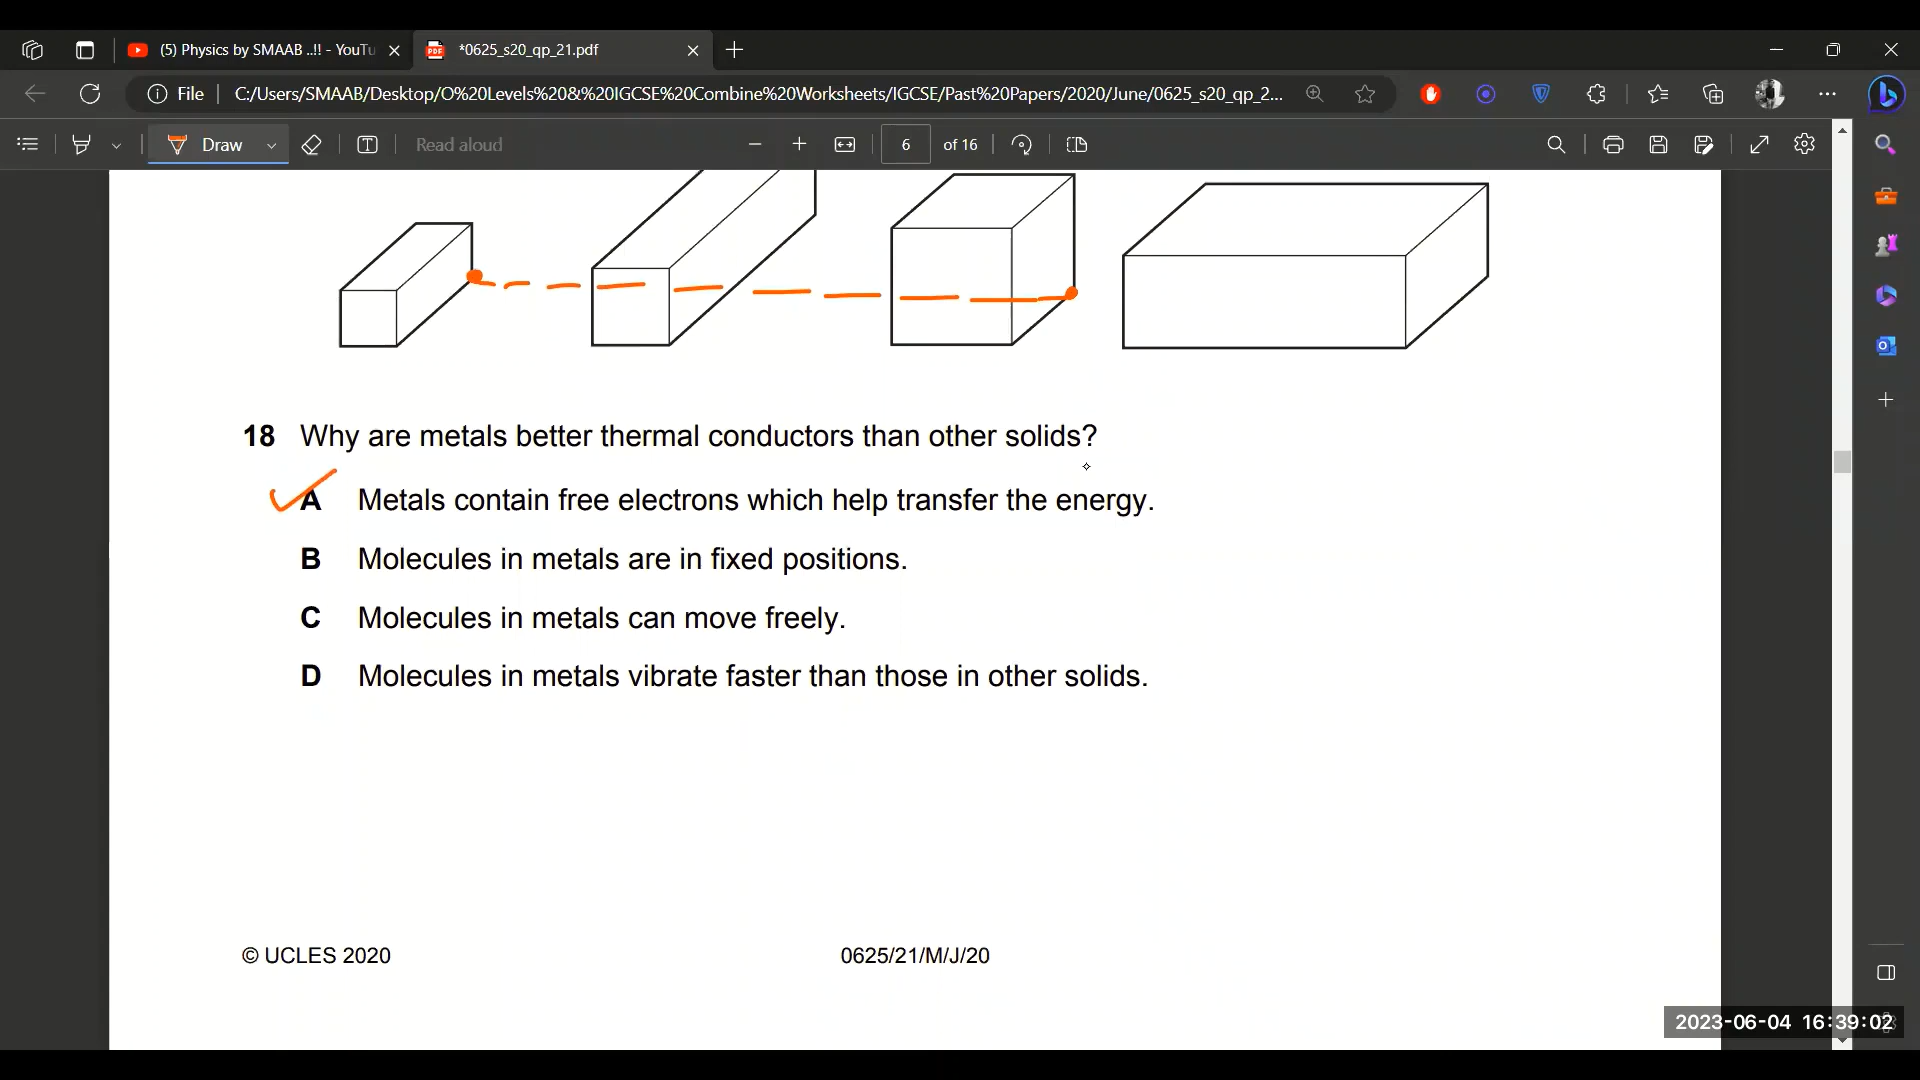 (5) Physics by SMAAB ..!! - YouTu
*0625_s20_qp_21.pdf
File
C:/Users/SMAAB/Desktop/O%20Levels%20&%20IGCSE%20Combine%20Worksheets/IGCSE/Past%20Papers/2020/June/0625_s20_qp_2...
Draw
Read aloud
6 of 16
18 Why are metals better thermal conductors than other solids?
A Metals contain free electrons which help transfer the energy.
B Molecules in metals are in fixed positions.
C Molecules in metals can move freely.
D Molecules in metals vibrate faster than those in other solids.
© UCLES 2020
0625/21/M/J/20
2023-06-04 16:39:02